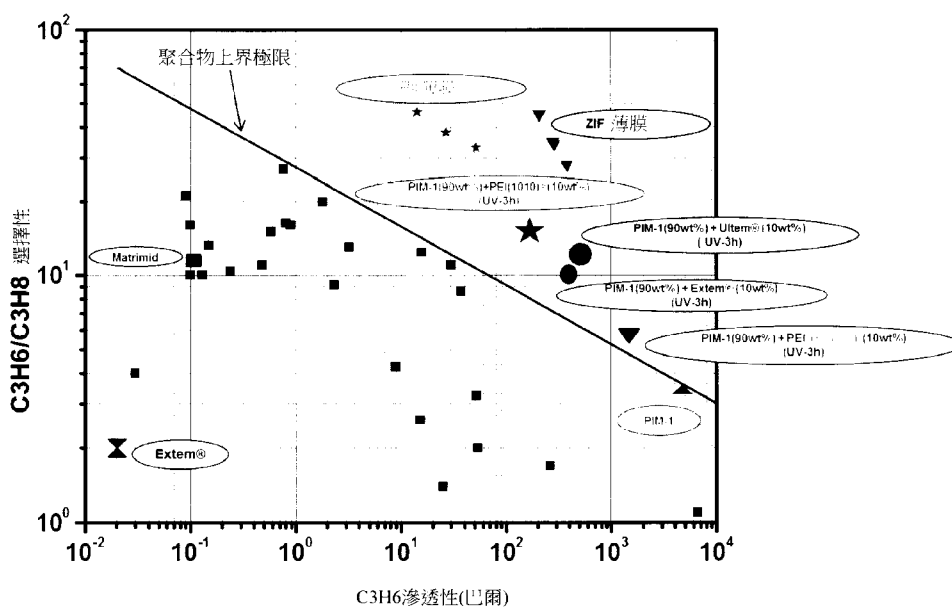 10²
聚合物上界極限
ZIF 薄膜
PIM-1(90wt%)+PEI(1010) (10wt%)
(UV-3h)
PIM-1(90wt%) + Ultem® (10wt%)
( UV-3h)
Matrimid
10¹
PIM-1(90wt%) + Extem® (10wt%)
(UV-3h)
PIM-1(90wt%) + PEI (10wt%)
(UV-3h)
PIM-1
Extem®
10⁰
C3H6/C3H8 選擇性
10⁻²
10⁻¹
10⁰
10¹
10²
10³
10⁴
C3H6滲透性(巴爾)